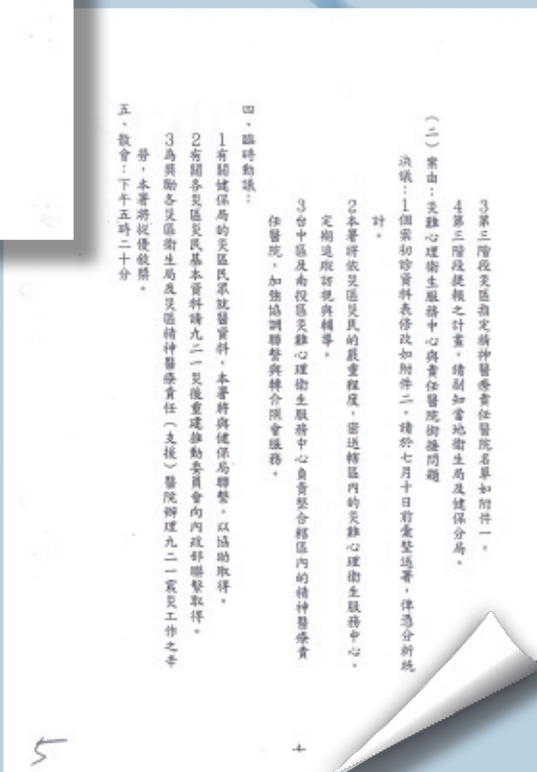 3第三階段災區指定精神醫療責任醫院名單如附件一。
4第三階段提報之計畫，請副知當地衛生局及健保分局。
（二）案由：災難心理衛生服務中心與責任醫院銜接問題
決議：1個案初診資料表修改如附件二。請於七月十日前彙整送署，俾憑分析統
計。
2本署將依災區災民的嚴重程度，密送轄區內的災難心理衛生服務中心，
定期追蹤訪視與輔導。
3台中區及南投區災難心理衛生服務中心負責整合轄區內的精神醫療責
任醫院，加強協調聯繫與轉介照會服務。
四、臨時動議：
1有關健保局的災區民眾就醫資料，本署將與健保局聯繫，以協助取得。
2有關各災區災民基本資料請九二一災後重建推動委員會向內政部聯繫取得。
3為獎勵各災區衛生局及災區精神醫療責任（支援）醫院辦理九二一震災工作之辛
勞，本署將從優敘獎。
五、散會：下午五時二十分
4
5